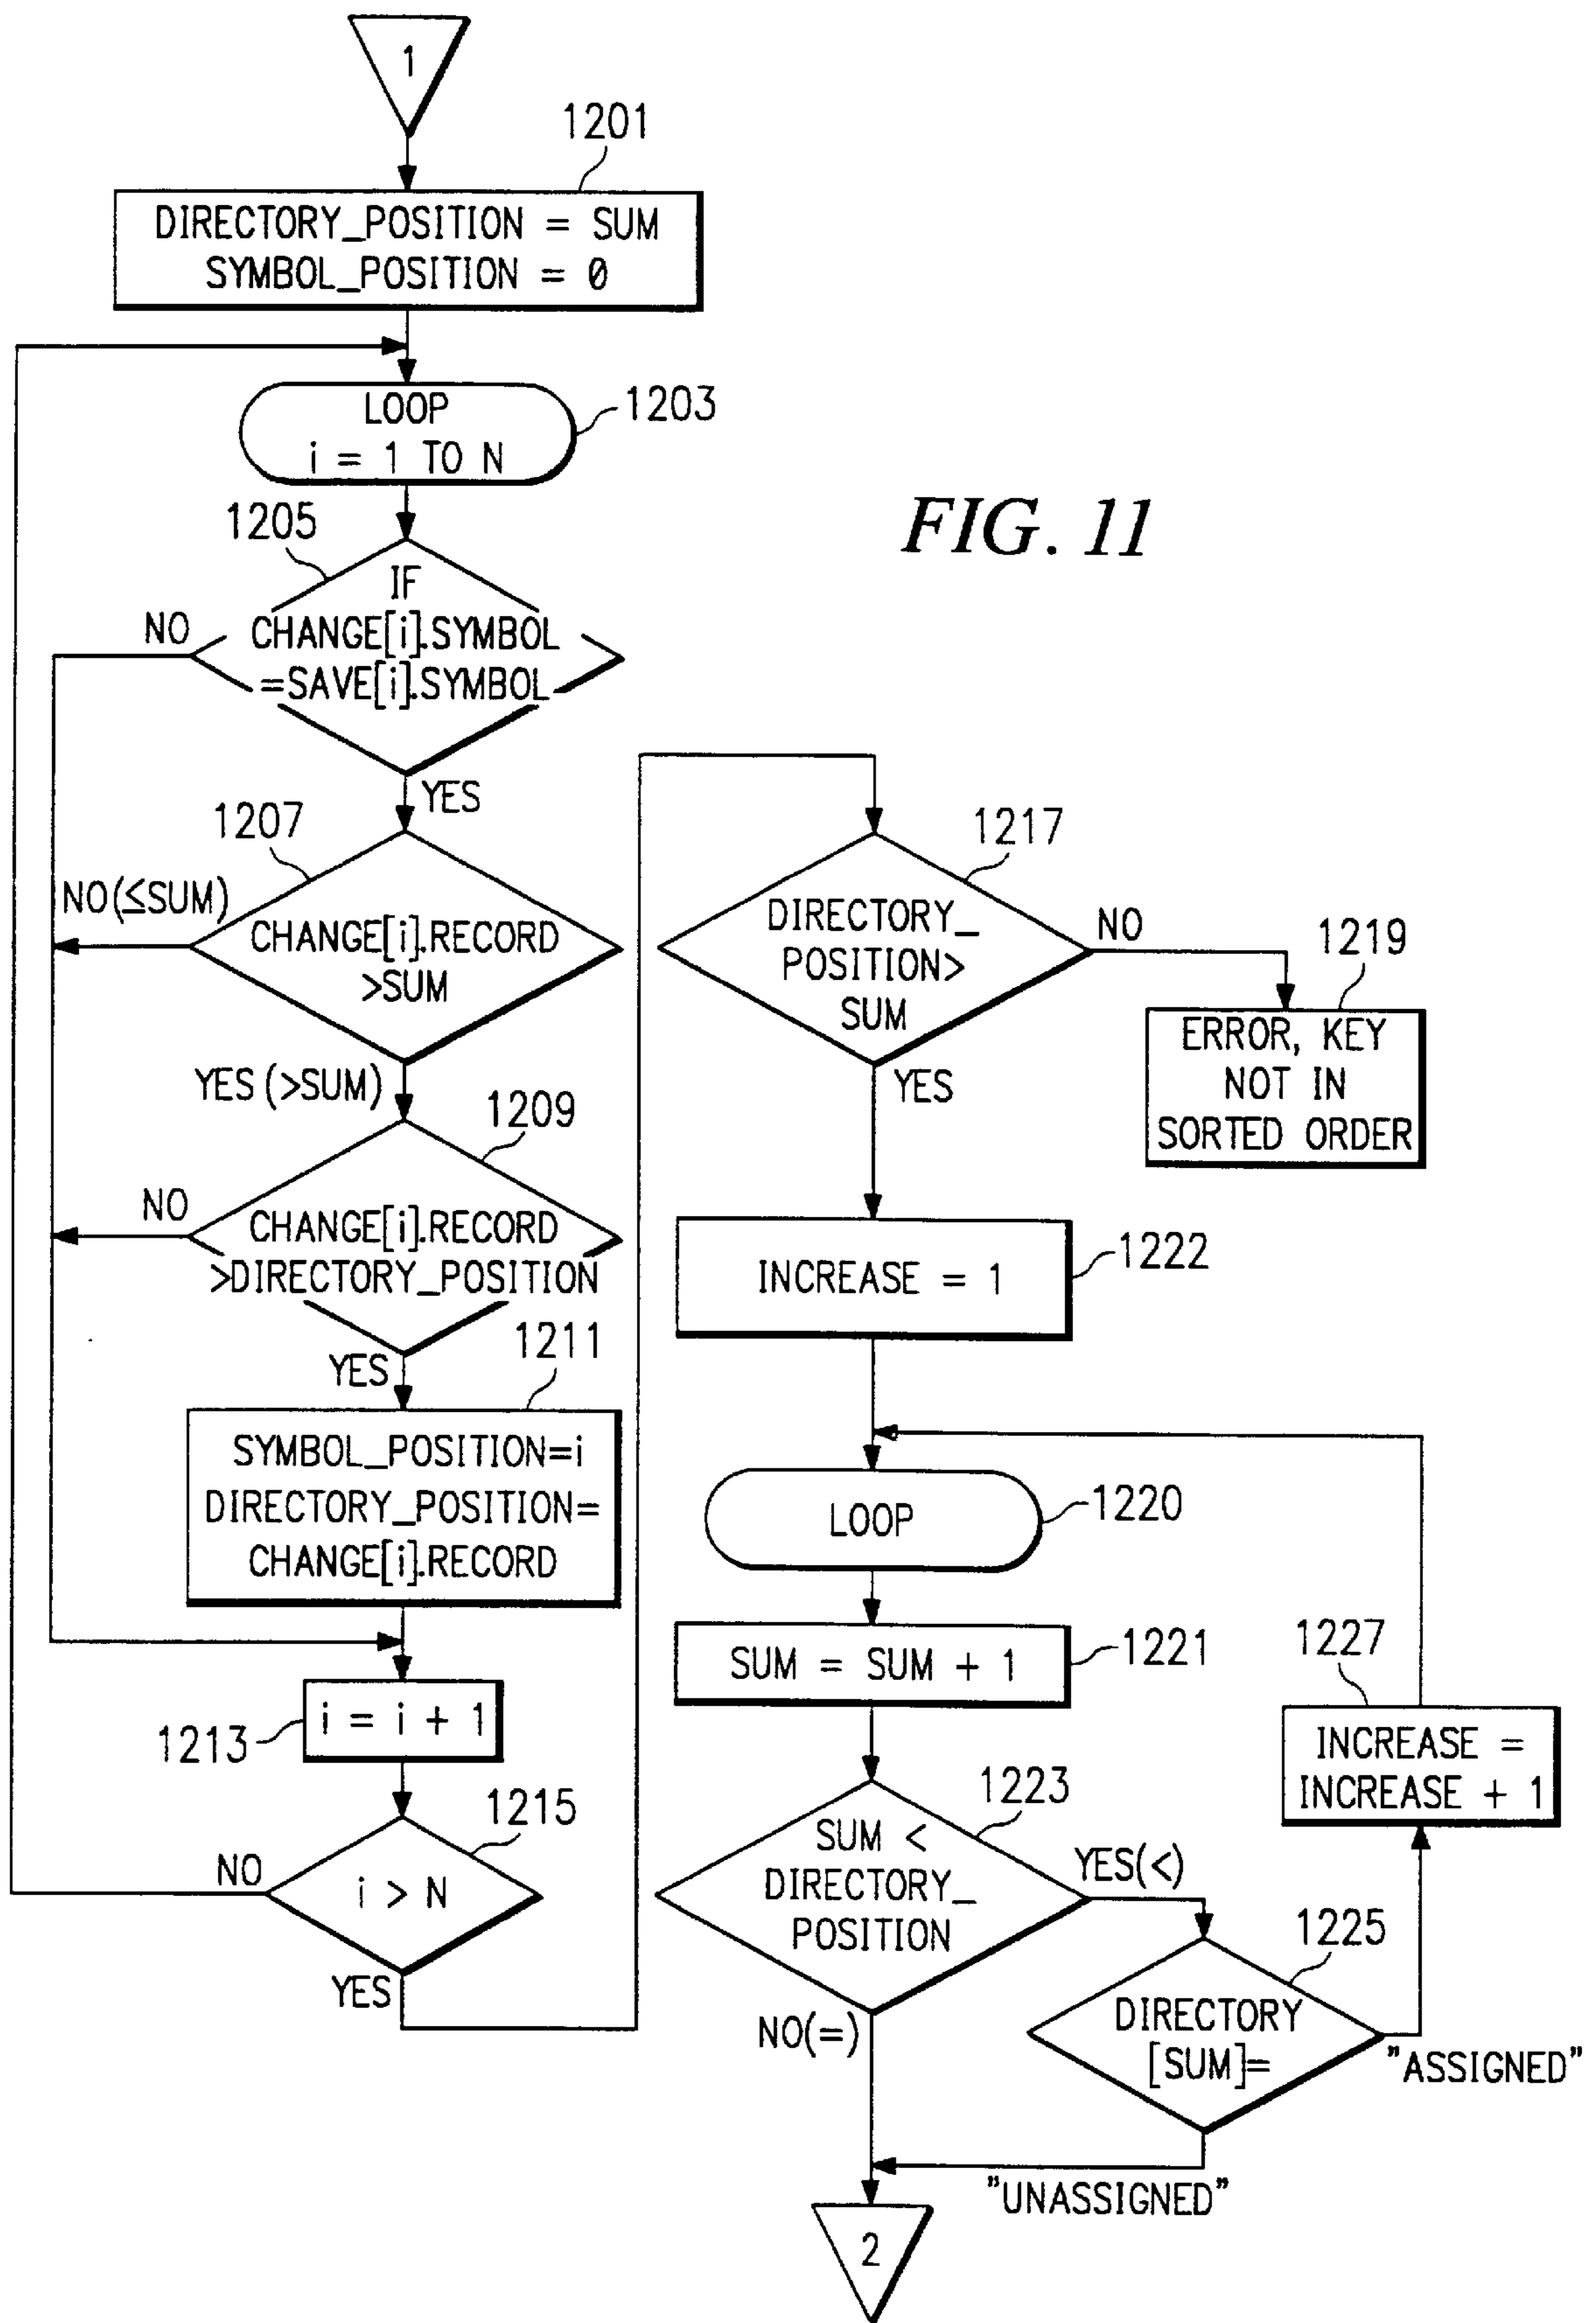 1
1201
DIRECTORY_POSITION = SUM
SYMBOL_POSITION = 0
LOOP
i = 1 TO N
1203
FIG. 11
1205
IF
CHANGE[i].SYMBOL
=SAVE[i].SYMBOL
NO
YES
1207
NO(≤SUM)
CHANGE[i].RECORD
>SUM
YES (>SUM)
1209
NO
CHANGE[i].RECORD
>DIRECTORY_POSITION
YES
1211
SYMBOL_POSITION=i
DIRECTORY_POSITION=
CHANGE[i].RECORD
i = i + 1
1213
1215
NO
i > N
YES
1217
DIRECTORY_
POSITION>
SUM
NO
1219
ERROR, KEY
NOT IN
SORTED ORDER
YES
INCREASE = 1
1222
LOOP
1220
SUM = SUM + 1
1221
1227
INCREASE =
INCREASE + 1
1223
SUM <
DIRECTORY_
POSITION
YES(<)
NO(=)
1225
DIRECTORY
[SUM]=
"ASSIGNED"
"UNASSIGNED"
2